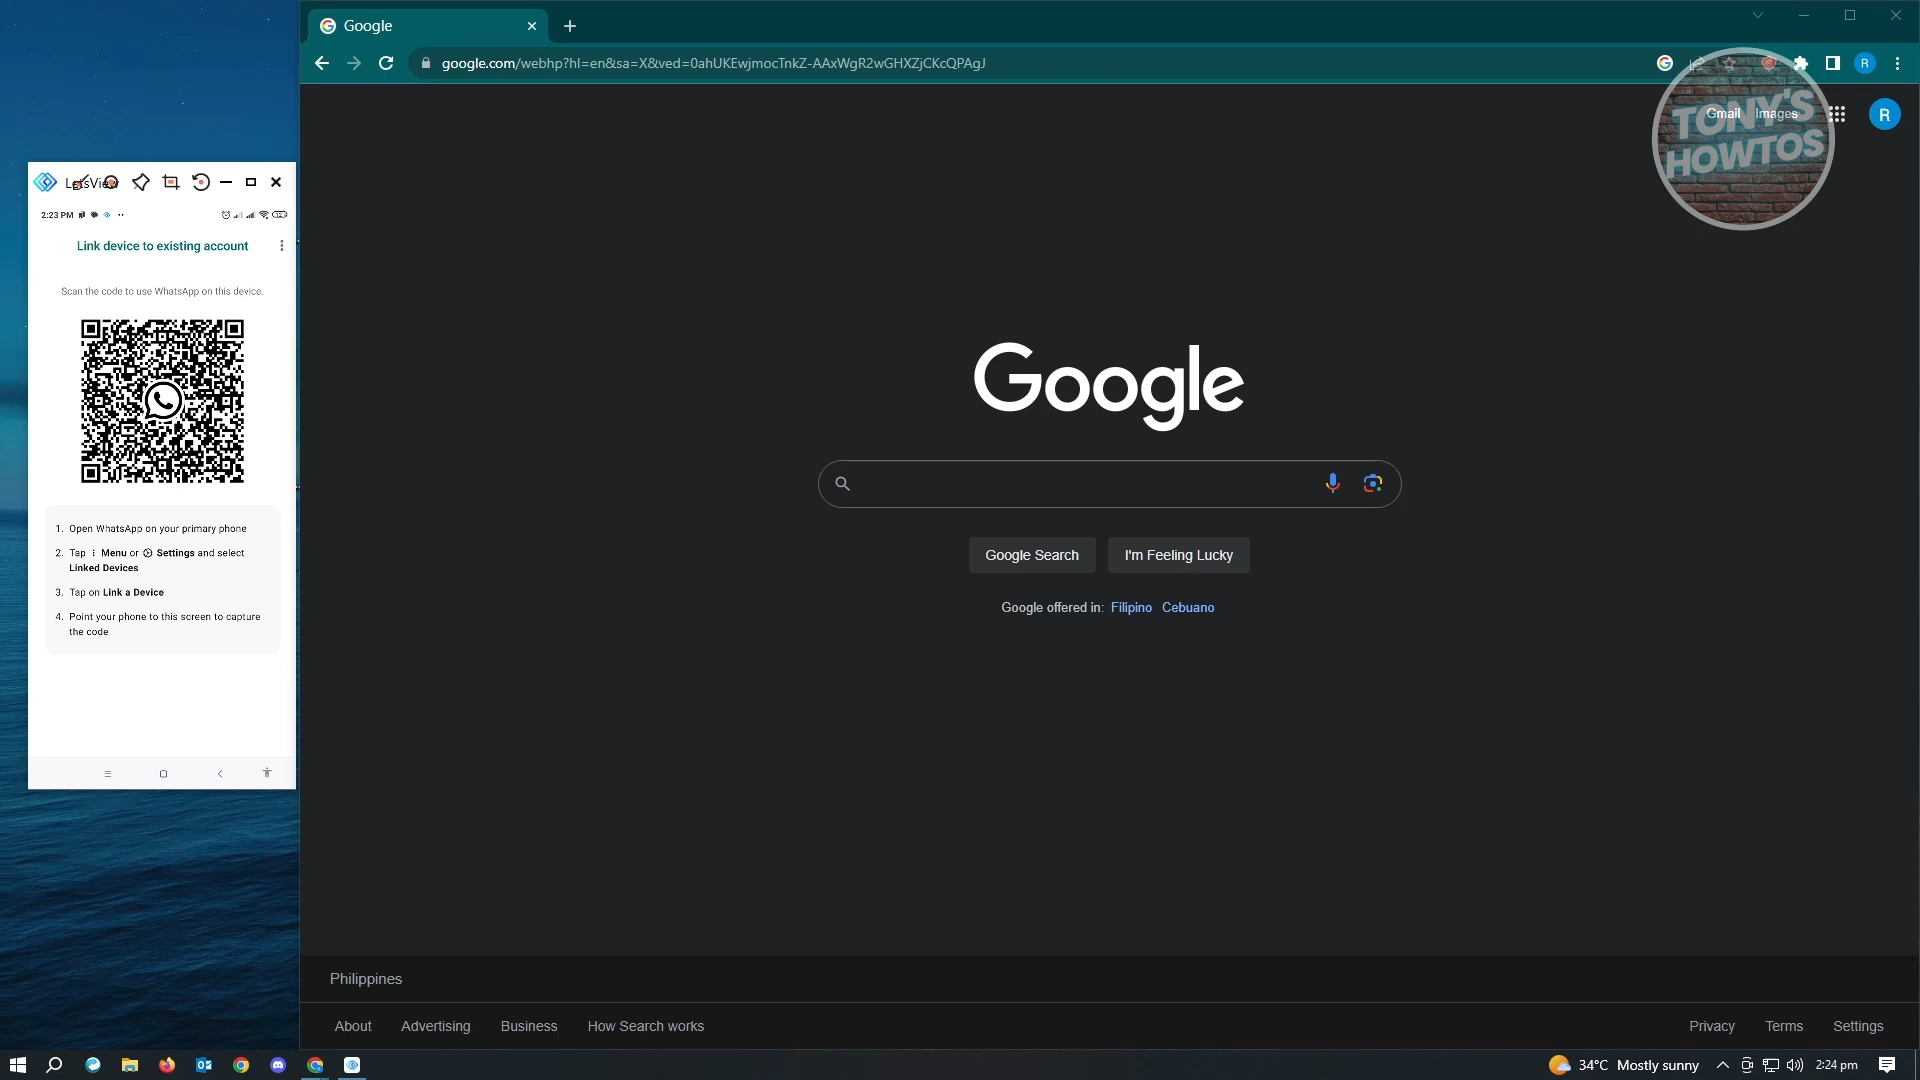 Google
google.com/webhp?hl=en&sa=X&ved=0ahUKEwjmocTnkZ-AAxWgR2wGHXZjCKcQPAgJ
R
Gmail Images
R
TONY'S
HOWTOS
LetsView
2:23 PM
Link device to existing account
Scan the code to use WhatsApp on this device.
1. Open WhatsApp on your primary phone
2. Tap Menu or Settings and select
Linked Devices
3. Tap on Link a Device
4. Point your phone to this screen to capture
the code
Google
Google Search
I'm Feeling Lucky
Google offered in: Filipino Cebuano
Philippines
About Advertising Business How Search works
Privacy Terms Settings
34°C Mostly sunny
2:24 pm